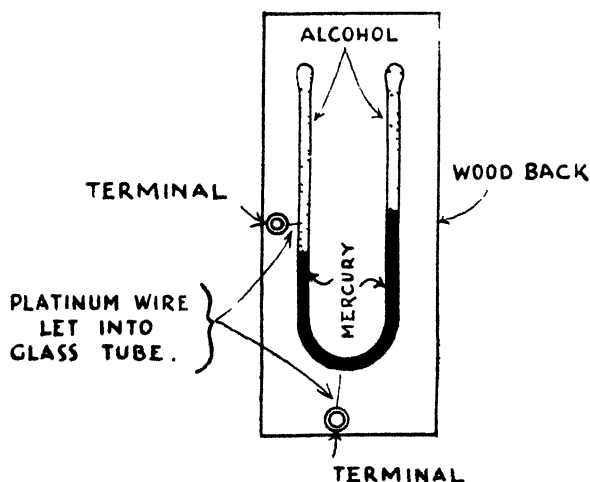 ALCOHOL
WOOD BACK
TERMINAL
MERCURY
PLATINUM WIRE
LET INTO
GLASS TUBE.
TERMINAL